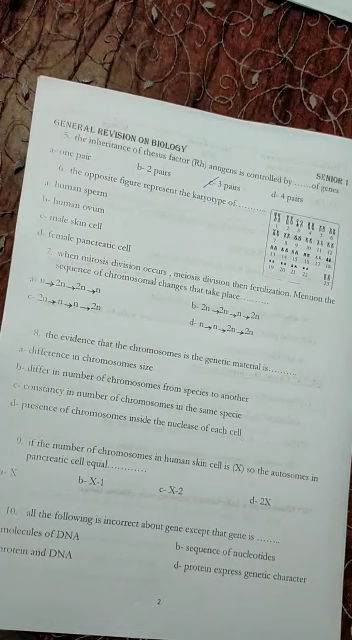 GENERAL REVISION ON BIOLOGY
SENIOR 1
5. the inheritance of rhesus factor (Rh) antigens is controlled by ......of genes
a- one pair b- 2 pairs 3 pairs d- 4 pairs
6. the opposite figure represent the karyotype of...........
a. human sperm
b- human ovum
c- male skin cell
d. female pancreatic cell
7. when mitosis division occurs , meiosis division then fertilization. Mention the
sequence of chromosomal changes that take place..........
a- n→2n→2n→n b- 2n→2n→n→2n
c- 2n→n→n→2n d- n→n→2n→2n
8. the evidence that the chromosomes is the genetic material is.........
a- difference in chromosomes size
b- differ in number of chromosomes from species to another
c- constancy in number of chromosomes in the same specie
d- presence of chromosomes inside the nuclease of each cell
9. if the number of chromosomes in human skin cell is (X) so the autosomes in
pancreatic cell equal............
a- X b- X-1 c- X-2 d- 2X
10. all the following is incorrect about gene except that gene is ........
molecules of DNA b- sequence of nucleotides
protein and DNA d- protein express genetic character
2